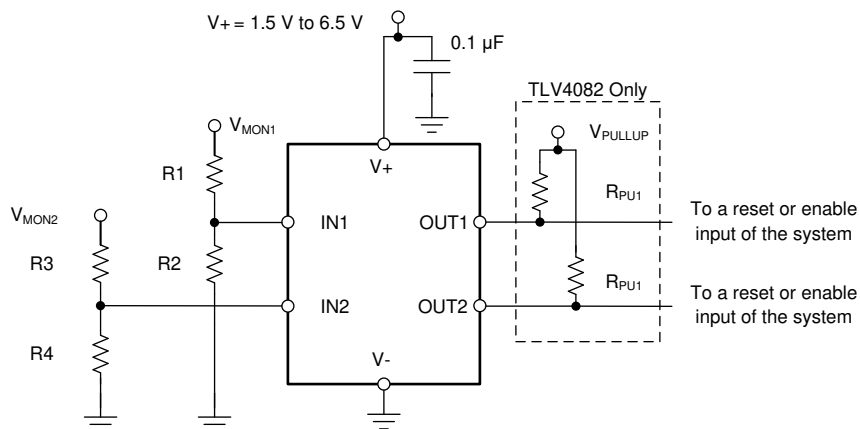 V+ = 1.5 V to 6.5 V
0.1 µF
TLV4082 Only
VMON1
VPULLUP
R1
V+
RPU1
VMON2
IN1
OUT1
To a reset or enable
input of the system
R3
R2
RPU1
IN2
OUT2
To a reset or enable
input of the system
R4
V-